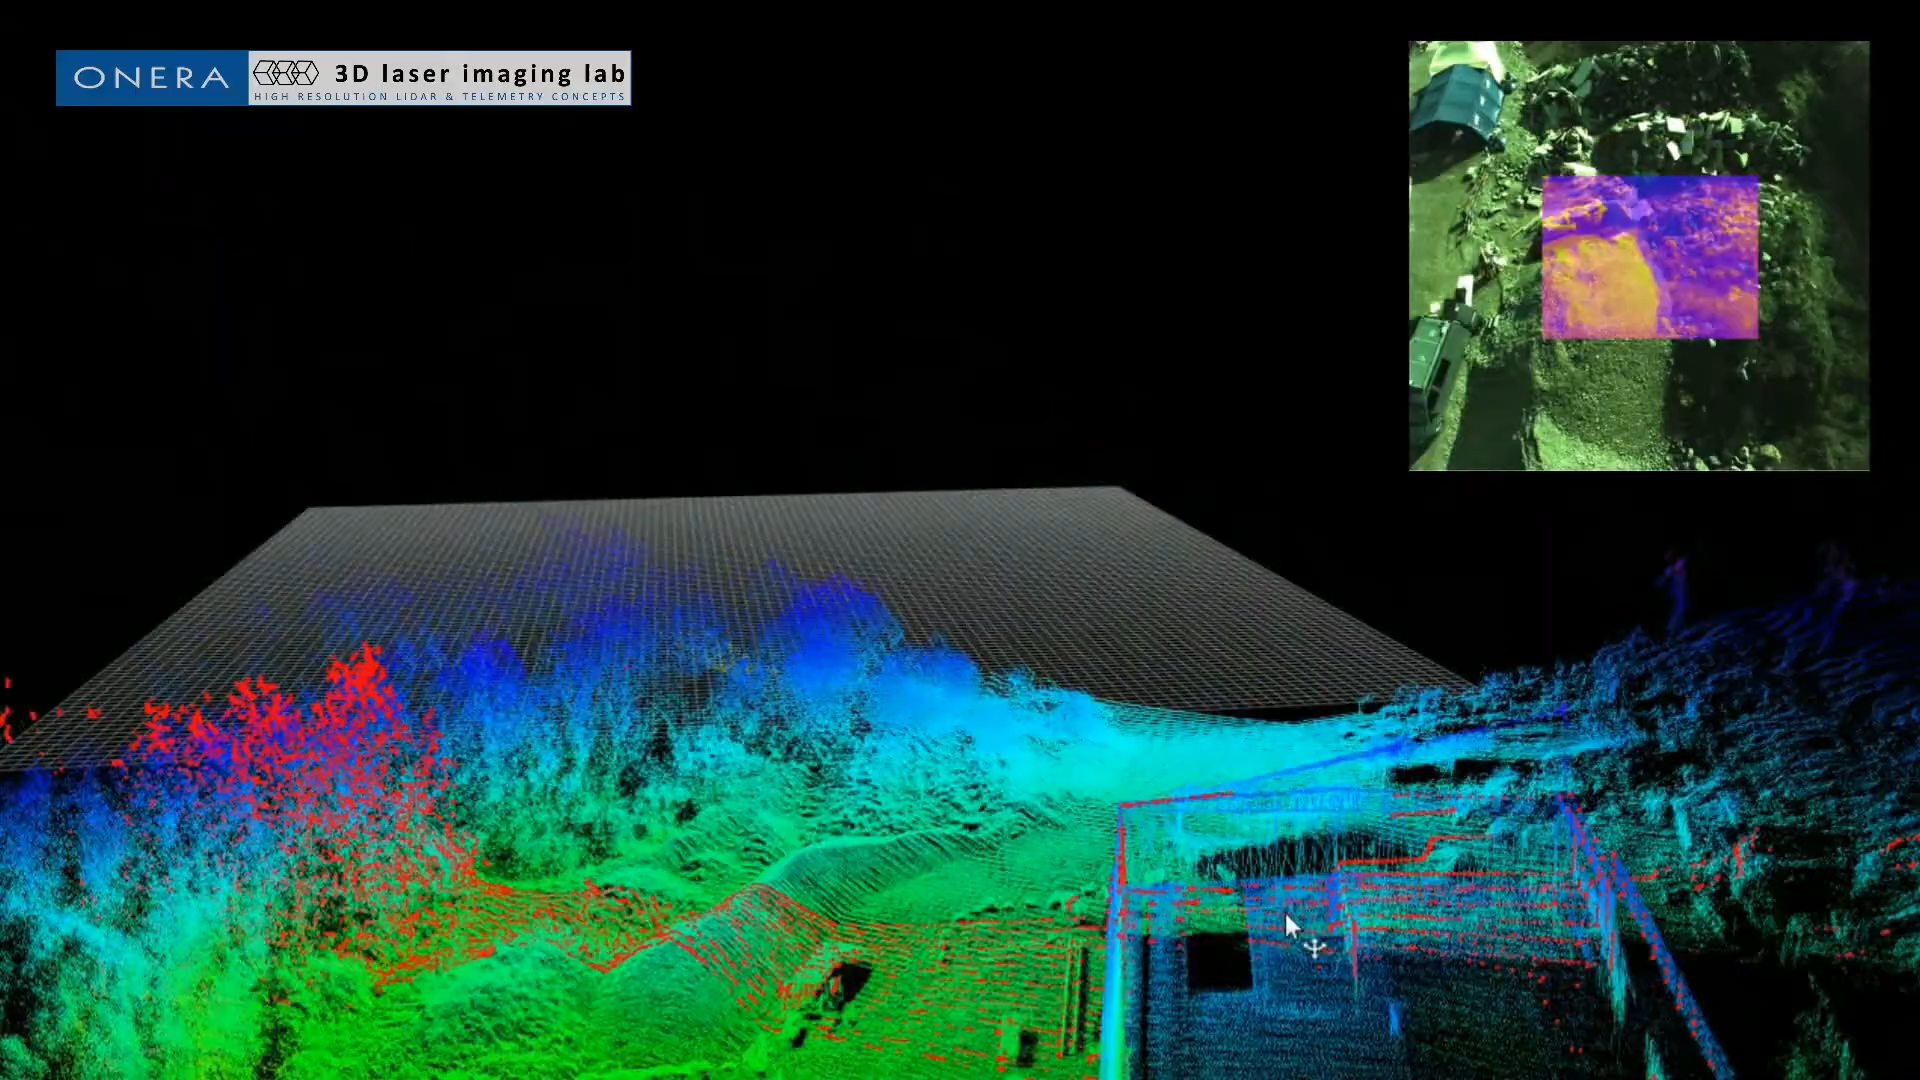 ONERA
3D laser imaging lab
HIGH RESOLUTION LIDAR & TELEMETRY CONCEPTS